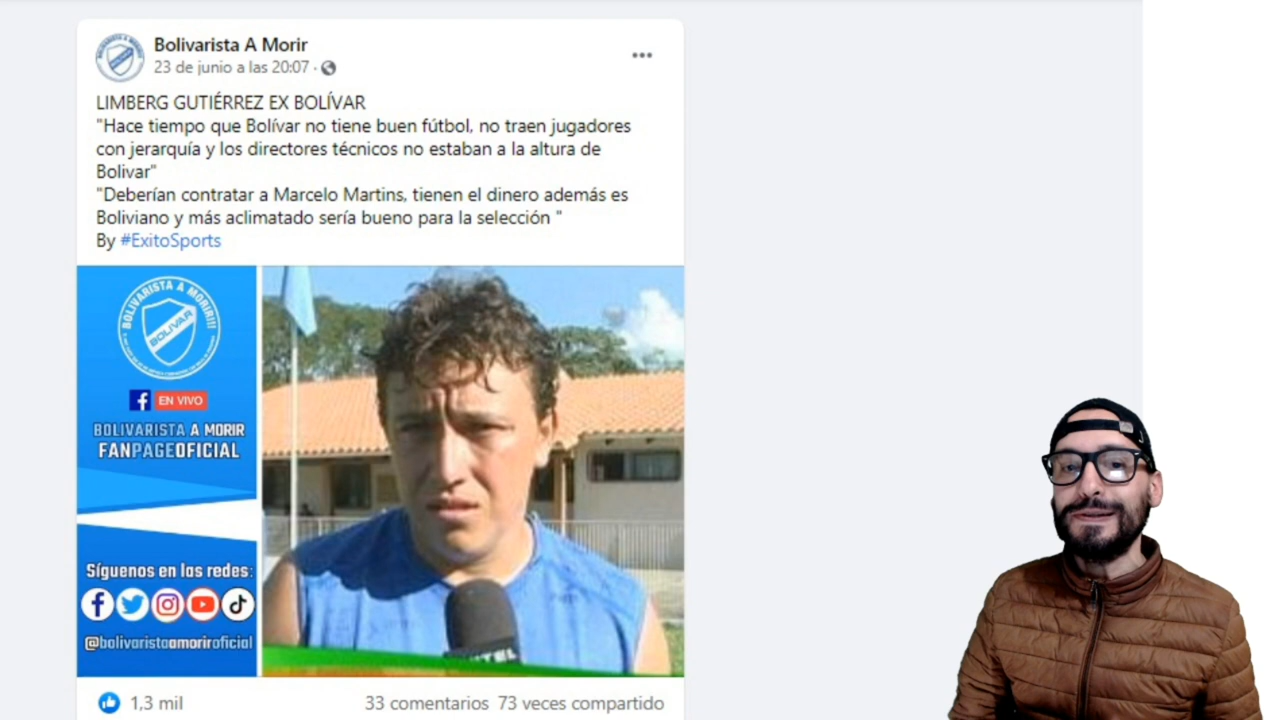 Bolivarista A Morir
23 de junio a las 20:07 ·
LIMBERG GUTIÉRREZ EX BOLÍVAR
"Hace tiempo que Bolívar no tiene buen fútbol, no traen jugadores
con jerarquía y los directores técnicos no estaban a la altura de
Bolivar"
"Deberían contratar a Marcelo Martins, tienen el dinero además es
Boliviano y más aclimatado sería bueno para la selección "
By #ExitoSports
BOLIVARISTA A MORIR!!!
BOLIVAR
EN VIVO
BOLIVARISTA A MORIR
FANPAGEOFICIAL
Síguenos en las redes:
@bolivaristaamoriroficial
1,3 mil
33 comentarios 73 veces compartido